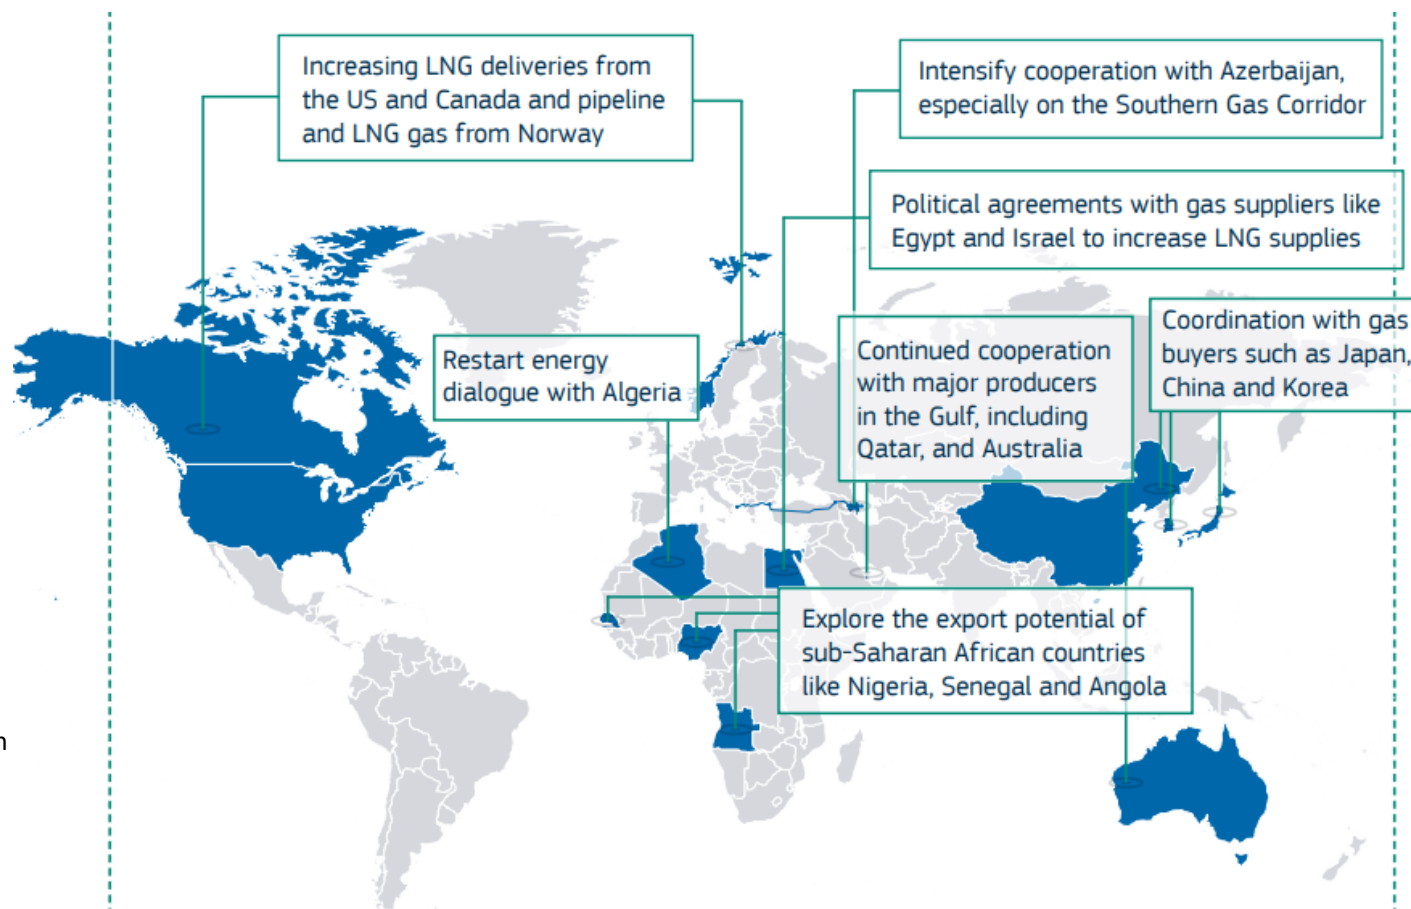 Increasing LNG deliveries from
the US and Canada and pipeline
and LNG gas from Norway
Intensify cooperation with Azerbaijan,
especially on the Southern Gas Corridor
Political agreements with gas suppliers like
Egypt and Israel to increase LNG supplies
Restart energy
dialogue with Algeria
Continued cooperation
with major producers
in the Gulf, including
Qatar, and Australia
Coordination with gas
buyers such as Japan,
China and Korea
Explore the export potential of
sub-Saharan African countries
like Nigeria, Senegal and Angola